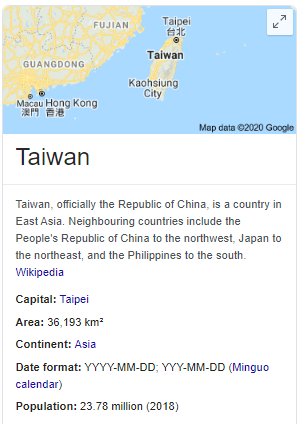 FUJIAN
Taipei
台北
Taiwan
GUANGDONG
Kaohsiung
City
Macau Hong Kong
澳門 香港
Map data ©2020 Google
Taiwan
Taiwan, officially the Republic of China, is a country in
East Asia. Neighbouring countries include the
People's Republic of China to the northwest, Japan to
the northeast, and the Philippines to the south.
Wikipedia
Capital: Taipei
Area: 36,193 km²
Continent: Asia
Date format: YYYY-MM-DD; YYY-MM-DD (Minguo
calendar)
Population: 23.78 million (2018)